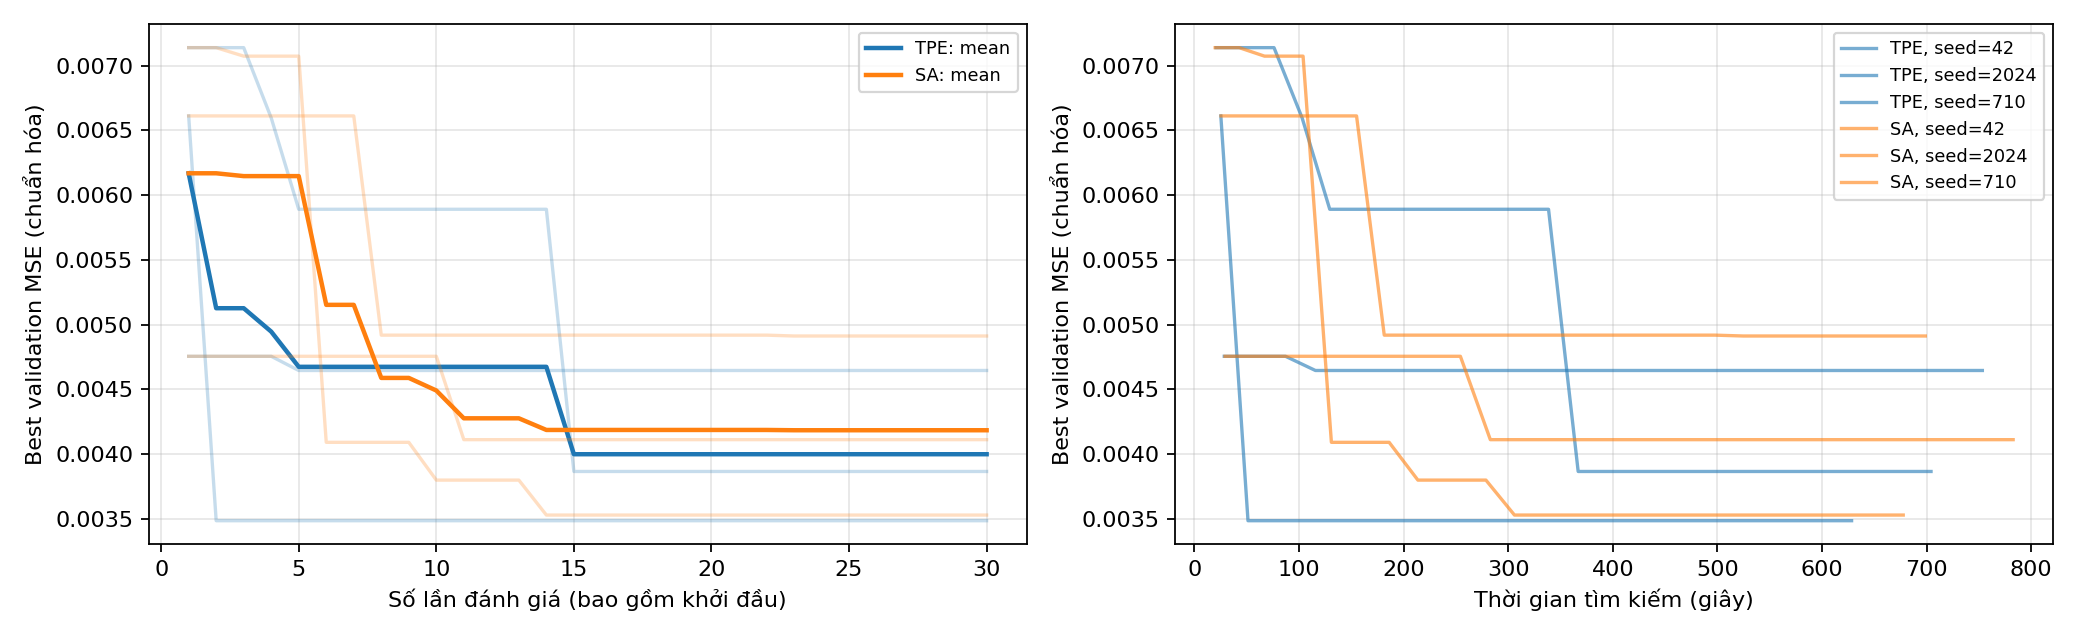 Best validation MSE (chuẩn hóa)
0.0070
0.0065
0.0060
0.0055
0.0050
0.0045
0.0040
0.0035
TPE: mean
SA: mean
0 5 10 15 20 25 30
Số lần đánh giá (bao gồm khởi đầu)
Best validation MSE (chuẩn hóa)
0.0070
0.0065
0.0060
0.0055
0.0050
0.0045
0.0040
0.0035
TPE, seed=42
TPE, seed=2024
TPE, seed=710
SA, seed=42
SA, seed=2024
SA, seed=710
0 100 200 300 400 500 600 700 800
Thời gian tìm kiếm (giây)